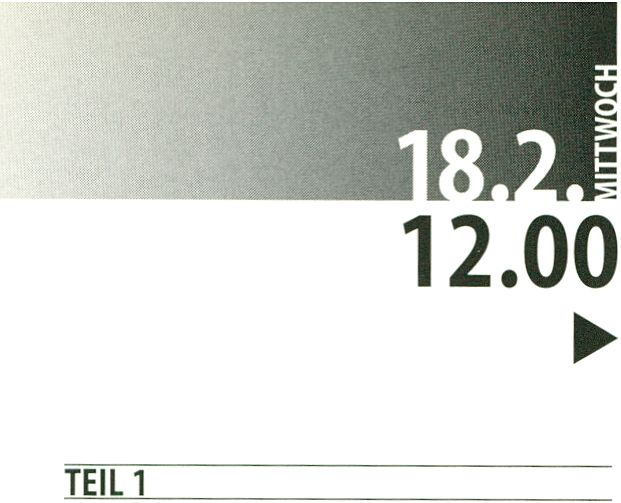 18.2.
MITTWOCH
12.00
TEIL 1